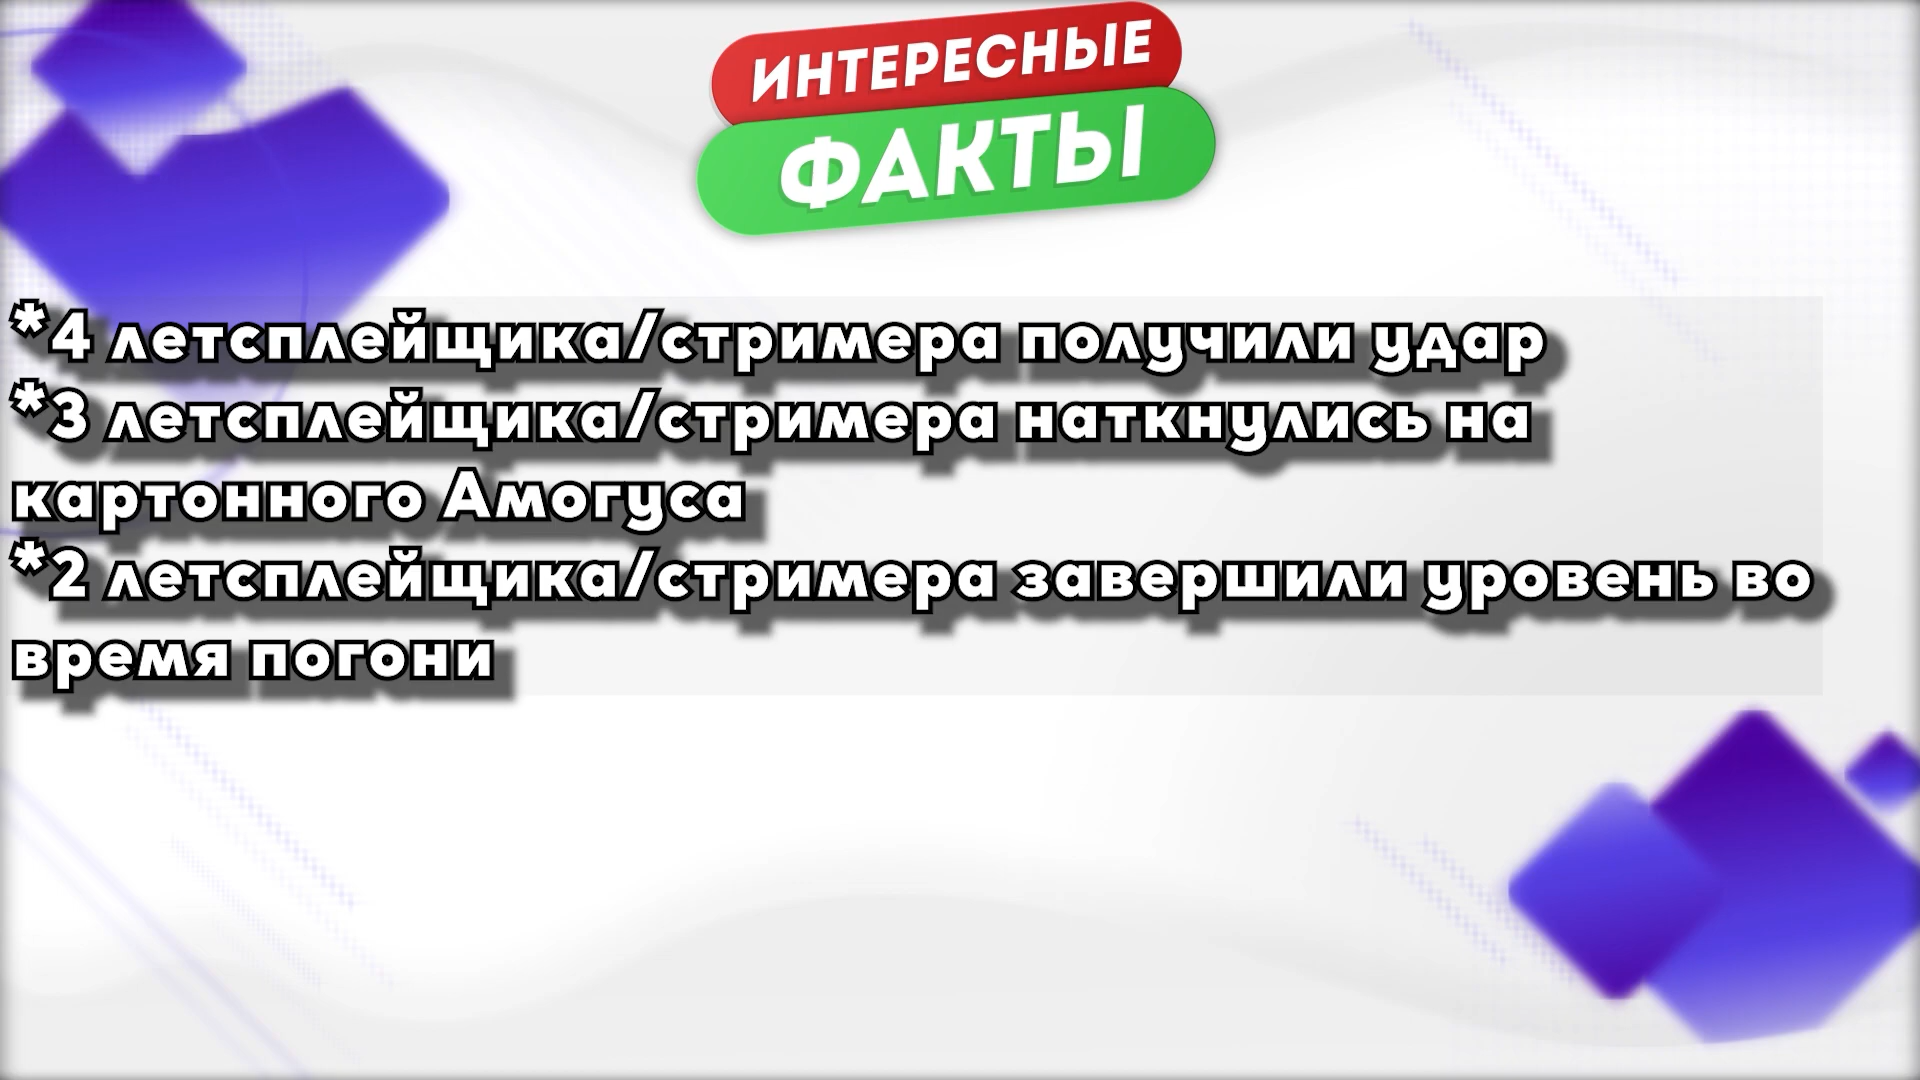 ИНТЕРЕСНЫЕ
ФАКТЫ
*4 летсплейщика/стримера получили удар
*3 летсплейщика/стримера наткнулись на
картонного Амогуса
*2 летсплейщика/стримера завершили уровень во
время погони